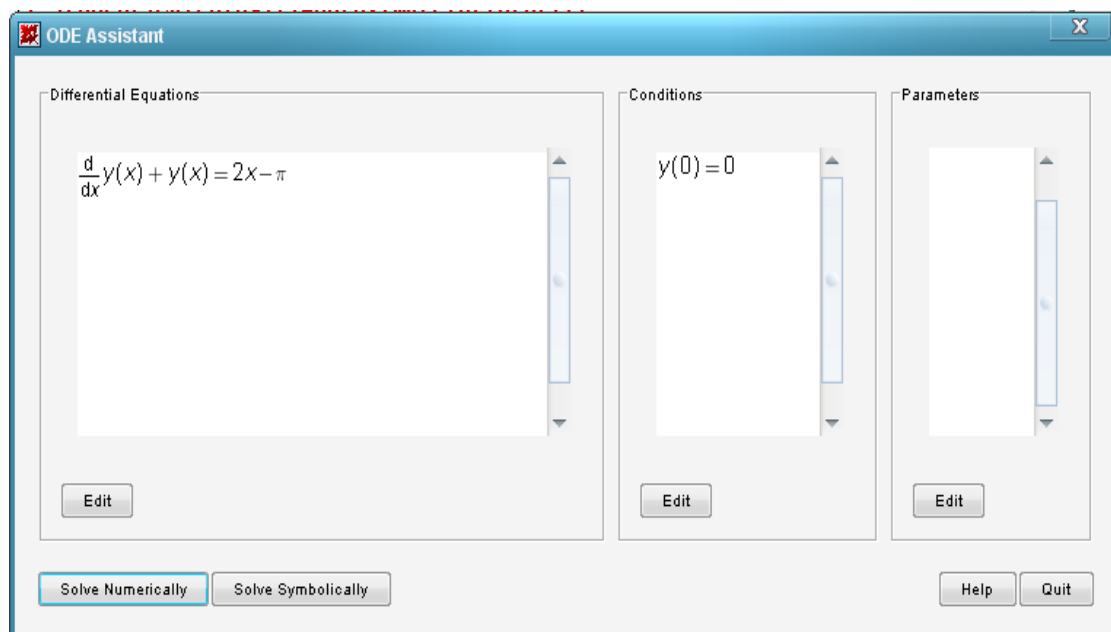 ODE Assistant
X
Differential Equations
d/dx y(x) + y(x) = 2x − π
Edit
Conditions
y(0) = 0
Edit
Parameters
Edit
Solve Numerically
Solve Symbolically
Help
Quit